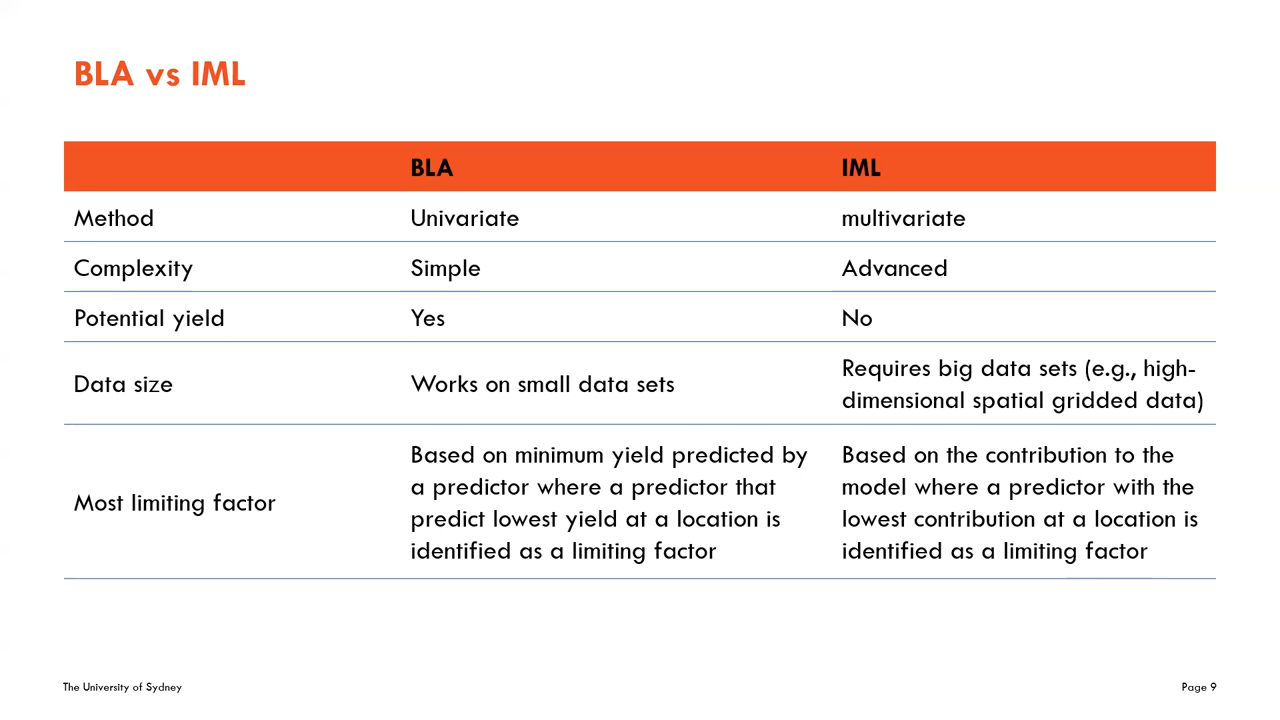 BLA vs IML
BLA IML
Method Univariate multivariate
Complexity Simple Advanced
Potential yield Yes No
Data size Works on small data sets Requires big data sets (e.g., high-
dimensional spatial gridded data)
Most limiting factor
Based on minimum yield predicted by
a predictor where a predictor that
predict lowest yield at a location is
identified as a limiting factor
Based on the contribution to the
model where a predictor with the
lowest contribution at a location is
identified as a limiting factor
The University of Sydney Page 9